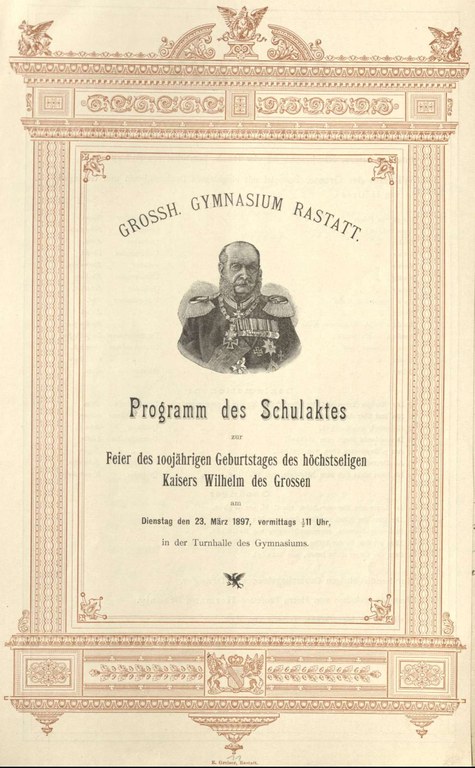 GROSSH. GYMNASIUM RASTATT.
Programm des Schulaktes
zur
Feier des 100jährigen Geburtstages des höchstseligen
Kaisers Wilhelm des Grossen
am
Dienstag den 23. März 1897, vormittags ½11 Uhr,
in der Turnhalle des Gymnasiums.
Rastatt.